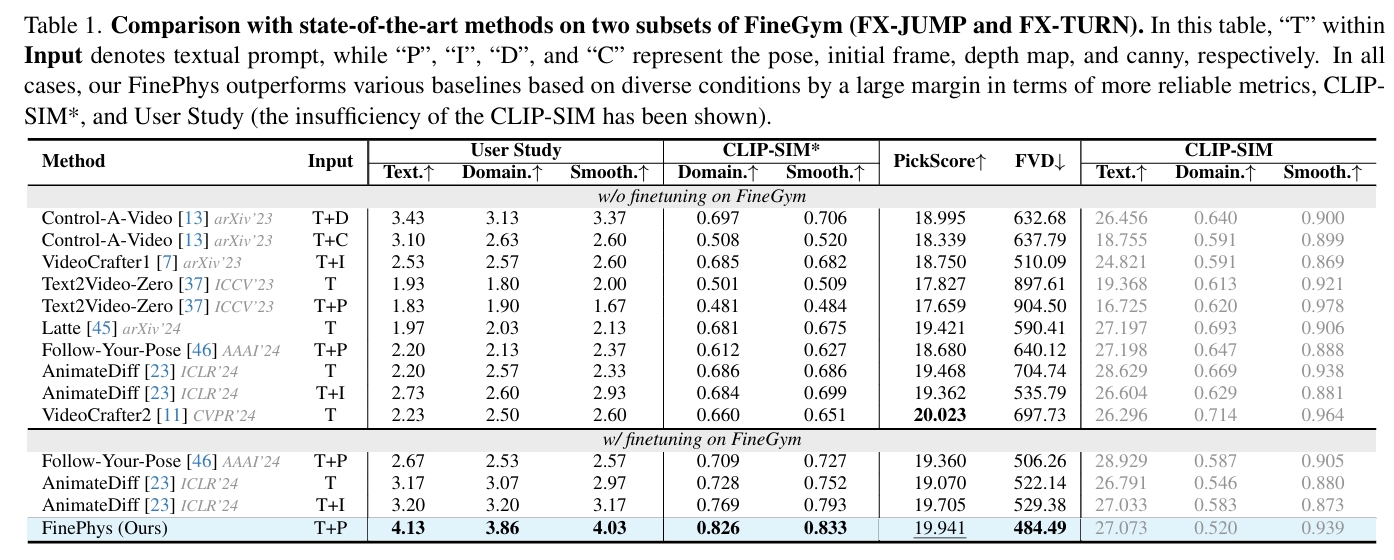 Table 1. Comparison with state-of-the-art methods on two subsets of FineGym (FX-JUMP and FX-TURN). In this table, “T” within
Input denotes textual prompt, while “P”, “I”, “D”, and “C” represent the pose, initial frame, depth map, and canny, respectively. In all
cases, our FinePhys outperforms various baselines based on diverse conditions by a large margin in terms of more reliable metrics, CLIP-
SIM*, and User Study (the insufficiency of the CLIP-SIM has been shown).
Method Input User Study CLIP-SIM* PickScore↑ FVD↓ CLIP-SIM
Text.↑ Domain.↑ Smooth.↑ Domain.↑ Smooth.↑ Text.↑ Domain.↑ Smooth.↑
w/o finetuning on FineGym
Control-A-Video [13] arXiv’23 T+D 3.43 3.13 3.37 0.697 0.706 18.995 632.68 26.456 0.640 0.900
Control-A-Video [13] arXiv’23 T+C 3.10 2.63 2.60 0.508 0.520 18.339 637.79 18.755 0.591 0.899
VideoCrafter1 [7] arXiv’23 T+I 2.53 2.57 2.60 0.685 0.682 18.750 510.09 24.821 0.591 0.869
Text2Video-Zero [37] ICCV’23 T 1.93 1.80 2.00 0.501 0.509 17.827 897.61 19.368 0.613 0.921
Text2Video-Zero [37] ICCV’23 T+P 1.83 1.90 1.67 0.481 0.484 17.659 904.50 16.725 0.620 0.978
Latte [45] arXiv’24 T 1.97 2.03 2.13 0.681 0.675 19.421 590.41 27.197 0.693 0.906
Follow-Your-Pose [46] AAAI’24 T+P 2.20 2.13 2.37 0.612 0.627 18.680 640.12 27.198 0.647 0.888
AnimateDiff [23] ICLR’24 T 2.20 2.57 2.33 0.686 0.686 19.468 704.74 28.629 0.669 0.938
AnimateDiff [23] ICLR’24 T+I 2.73 2.60 2.93 0.684 0.699 19.362 535.79 26.604 0.629 0.881
VideoCrafter2 [11] CVPR’24 T 2.23 2.50 2.60 0.660 0.651 20.023 697.73 26.296 0.714 0.964
w/ finetuning on FineGym
Follow-Your-Pose [46] AAAI’24 T+P 2.67 2.53 2.57 0.709 0.727 19.360 506.26 28.929 0.587 0.905
AnimateDiff [23] ICLR’24 T 3.17 3.07 2.97 0.728 0.752 19.070 522.14 26.791 0.546 0.880
AnimateDiff [23] ICLR’24 T+I 3.20 3.20 3.17 0.769 0.793 19.705 529.38 27.033 0.583 0.873
FinePhys (Ours) T+P 4.13 3.86 4.03 0.826 0.833 19.941 484.49 27.073 0.520 0.939